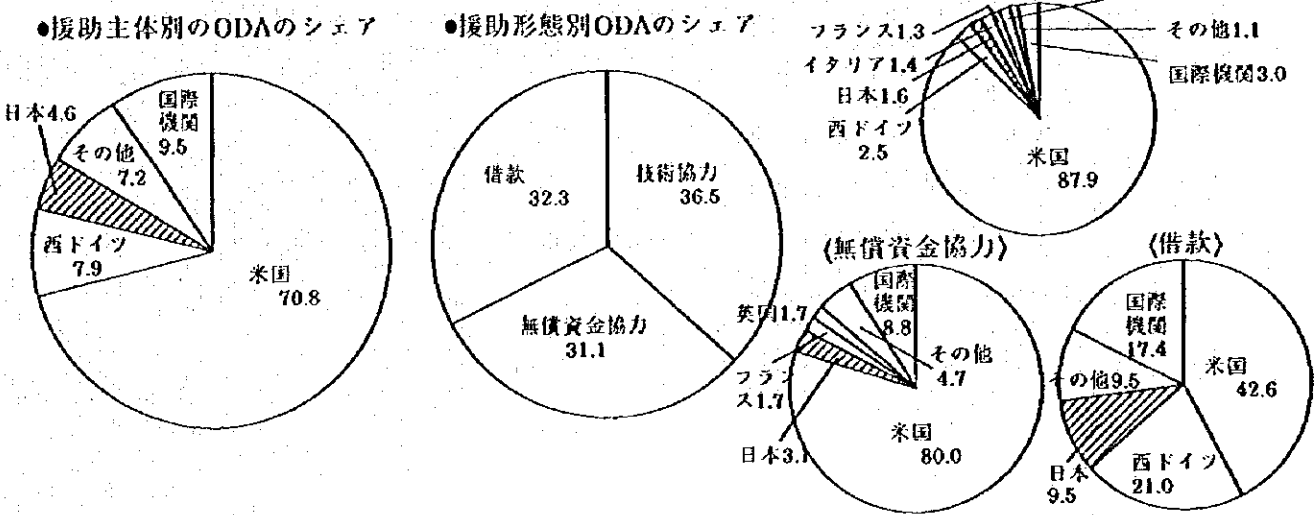 ●援助主体別のODAのシェア
日本4.6
国際
機関
9.5
その他
7.2
西ドイツ
7.9
米国
70.8
●援助形態別ODAのシェア
借款
32.3
技術協力
36.5
無償資金協力
31.1
フランス1.3
イタリア1.4
日本1.6
西ドイツ
2.5
その他1.1
国際機関3.0
米国
87.9
〈無償資金協力〉
国際
機関
8.8
英国1.7
その他
4.7
フラン
ス1.7
日本3.1
米国
80.0
〈借款〉
国際
機関
17.4
米国
42.6
その他9.5
日本
9.5
西ドイツ
21.0